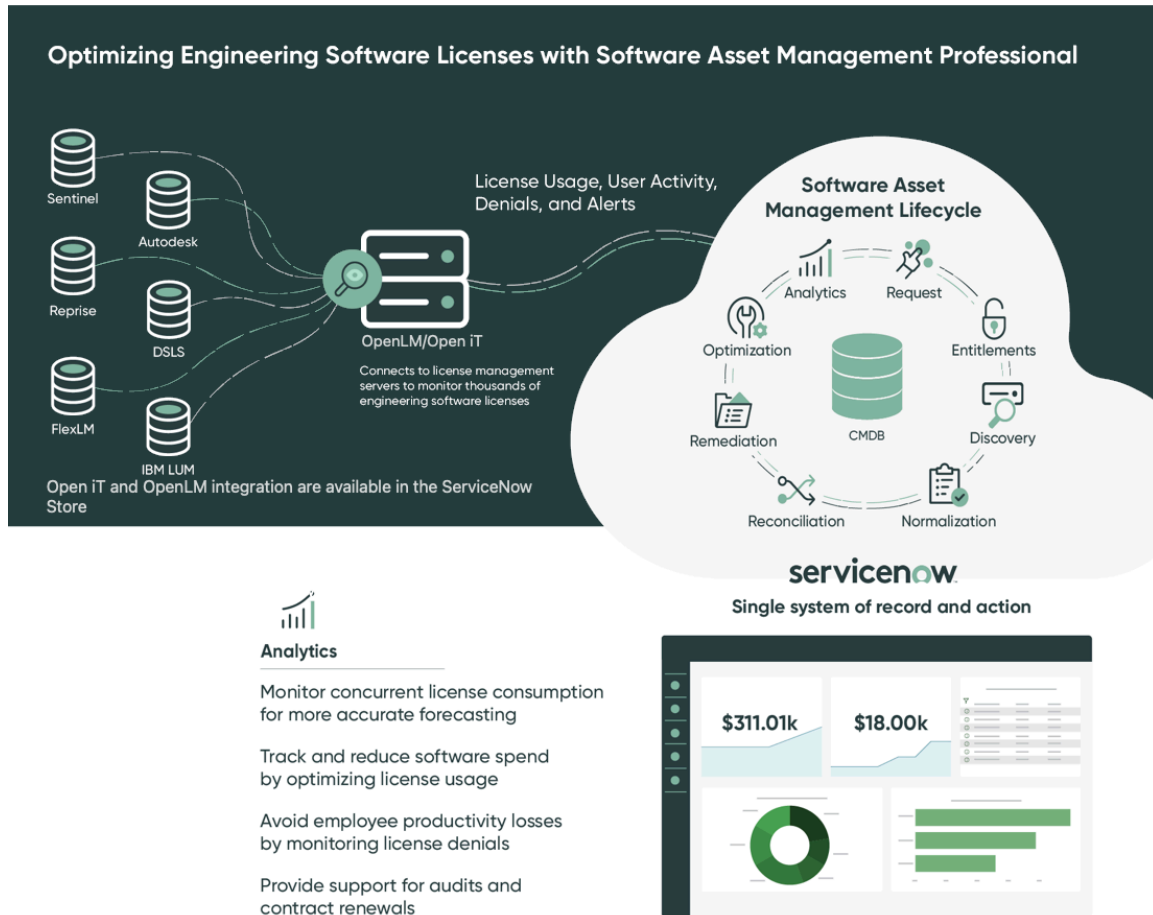 Optimizing Engineering Software Licenses with Software Asset Management Professional
Sentinel
Autodesk
Reprise
DSLS
FlexLM
IBM LUM
OpenLM/Open iT
Connects to license management
servers to monitor thousands of
engineering software licenses
License Usage, User Activity,
Denials, and Alerts
Open iT and OpenLM integration are available in the ServiceNow
Store
Software Asset
Management Lifecycle
Analytics
Request
Optimization
Entitlements
Remediation
CMDB
Discovery
Reconciliation
Normalization
servicenow
Single system of record and action
Analytics
Monitor concurrent license consumption
for more accurate forecasting
Track and reduce software spend
by optimizing license usage
Avoid employee productivity losses
by monitoring license denials
Provide support for audits and
contract renewals
$311.01k
$18.00k